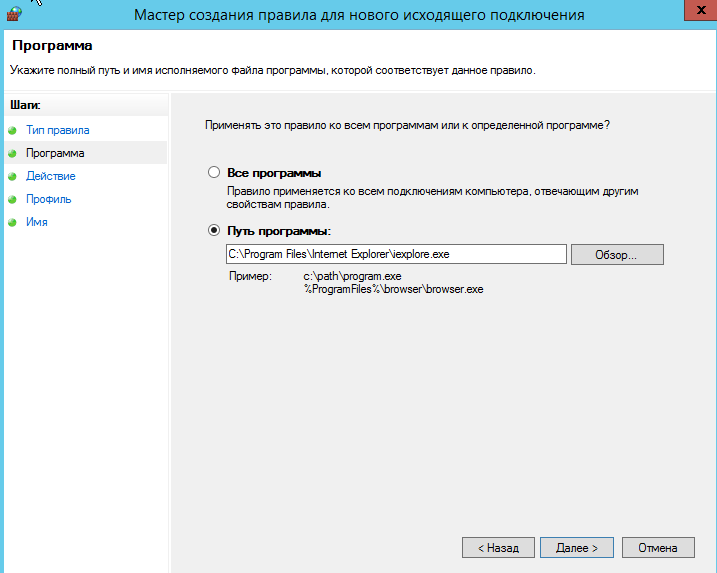 Мастер создания правила для нового исходящего подключения
x
Программа
Укажите полный путь и имя исполняемого файла программы, которой соответствует данное правило.
Шаги:
Тип правила
Программа
Действие
Профиль
Имя
Применять это правило ко всем программам или к определенной программе?
Все программы
Правило применяется ко всем подключениям компьютера, отвечающим другим
свойствам правила.
Путь программы:
C:\Program Files\Internet Explorer\iexplore.exe
Обзор...
Пример:
c:\path\program.exe
%ProgramFiles%\browser\browser.exe
< Назад
Далее >
Отмена